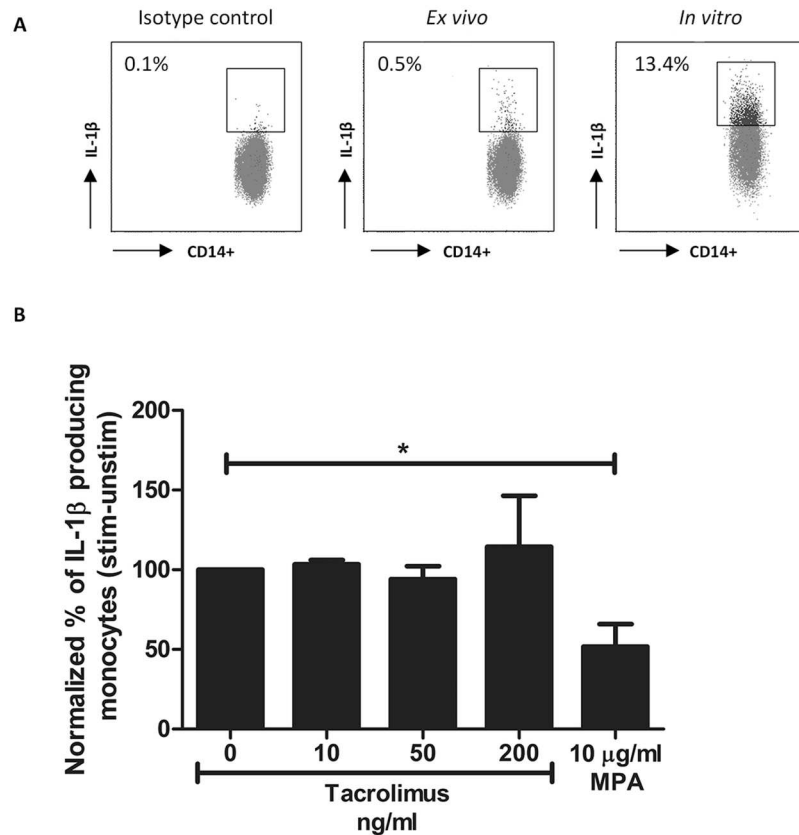 A
Isotype control
Ex vivo
In vitro
0.1%
0.5%
13.4%
IL-1β
IL-1β
IL-1β
CD14+
CD14+
CD14+
B
Normalized % of IL-1β producing
monocytes (stim-unstim)
200
150
100
50
0
*
0
10
50
200
10 µg/ml
MPA
Tacrolimus
ng/ml